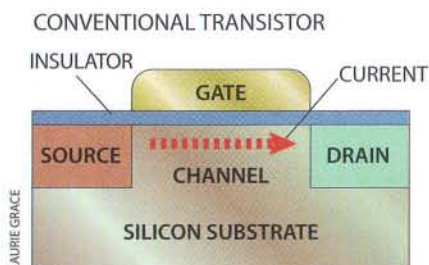 CONVENTIONAL TRANSISTOR
INSULATOR
CURRENT
GATE
SOURCE
DRAIN
CHANNEL
SILICON SUBSTRATE
AURIE GRACE